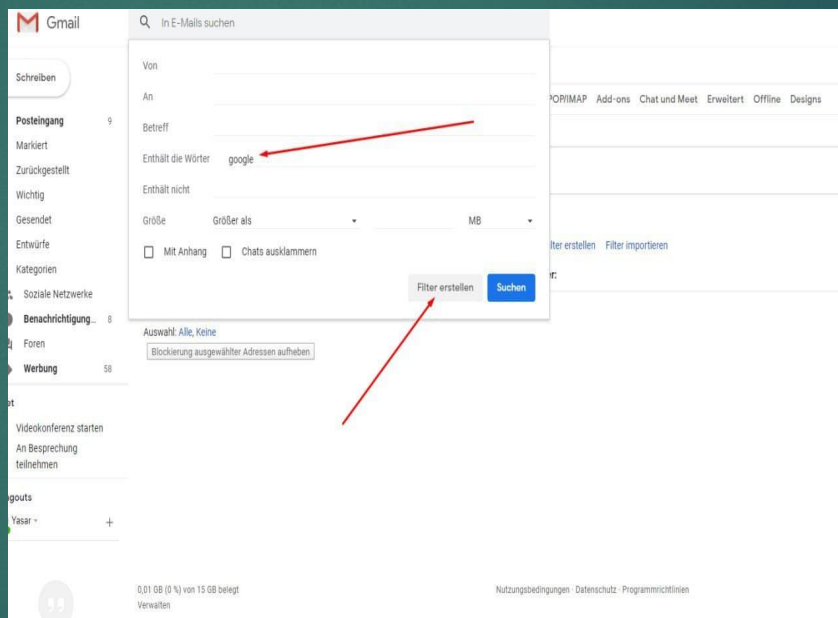 Gmail
In E-Mails suchen
Schreiben
Posteingang 9
Markiert
Zurückgestellt
Wichtig
Gesendet
Entwürfe
Kategorien
Soziale Netzwerke
Benachrichtigung... 8
Foren
Werbung 58
Videokonferenz starten
An Besprechung
teilnehmen
Yasar
Von
An
Betreff
Enthält die Wörter google
Enthält nicht
Größe Größer als MB
Mit Anhang Chats ausklammern
Filter erstellen Suchen
POP/IMAP Add-ons Chat und Meet Erweitert Offline Designs
erstellen Filter importieren
Auswahl: Alle, Keine
Blockierung ausgewählter Adressen aufheben
0,01 GB (0 %) von 15 GB belegt
Verwalten
Nutzungsbedingungen · Datenschutz · Programmrichtlinien